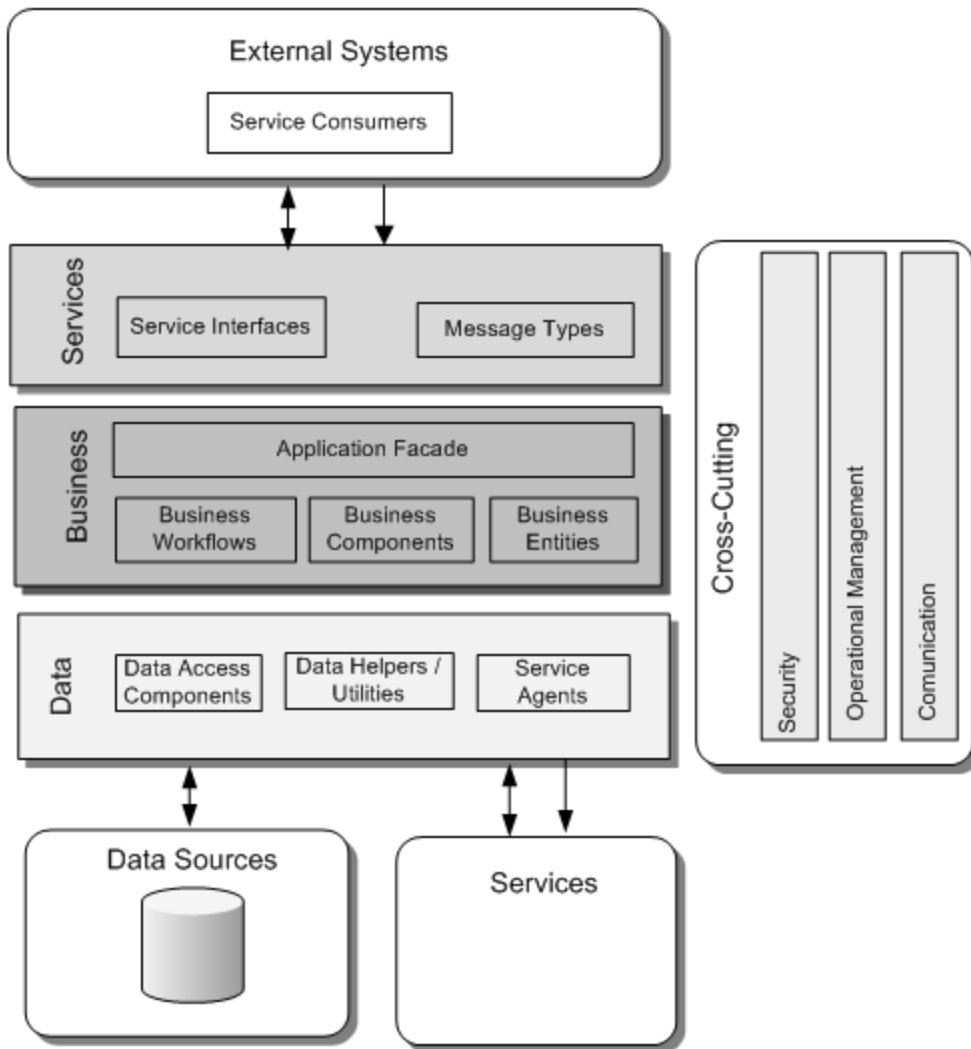 External Systems
Service Consumers
Services
Service Interfaces
Message Types
Business
Application Facade
Business
Workflows
Business
Components
Business
Entities
Data
Data Access
Components
Data Helpers /
Utilities
Service
Agents
Data Sources
Services
Cross-Cutting
Security
Operational Management
Comunication